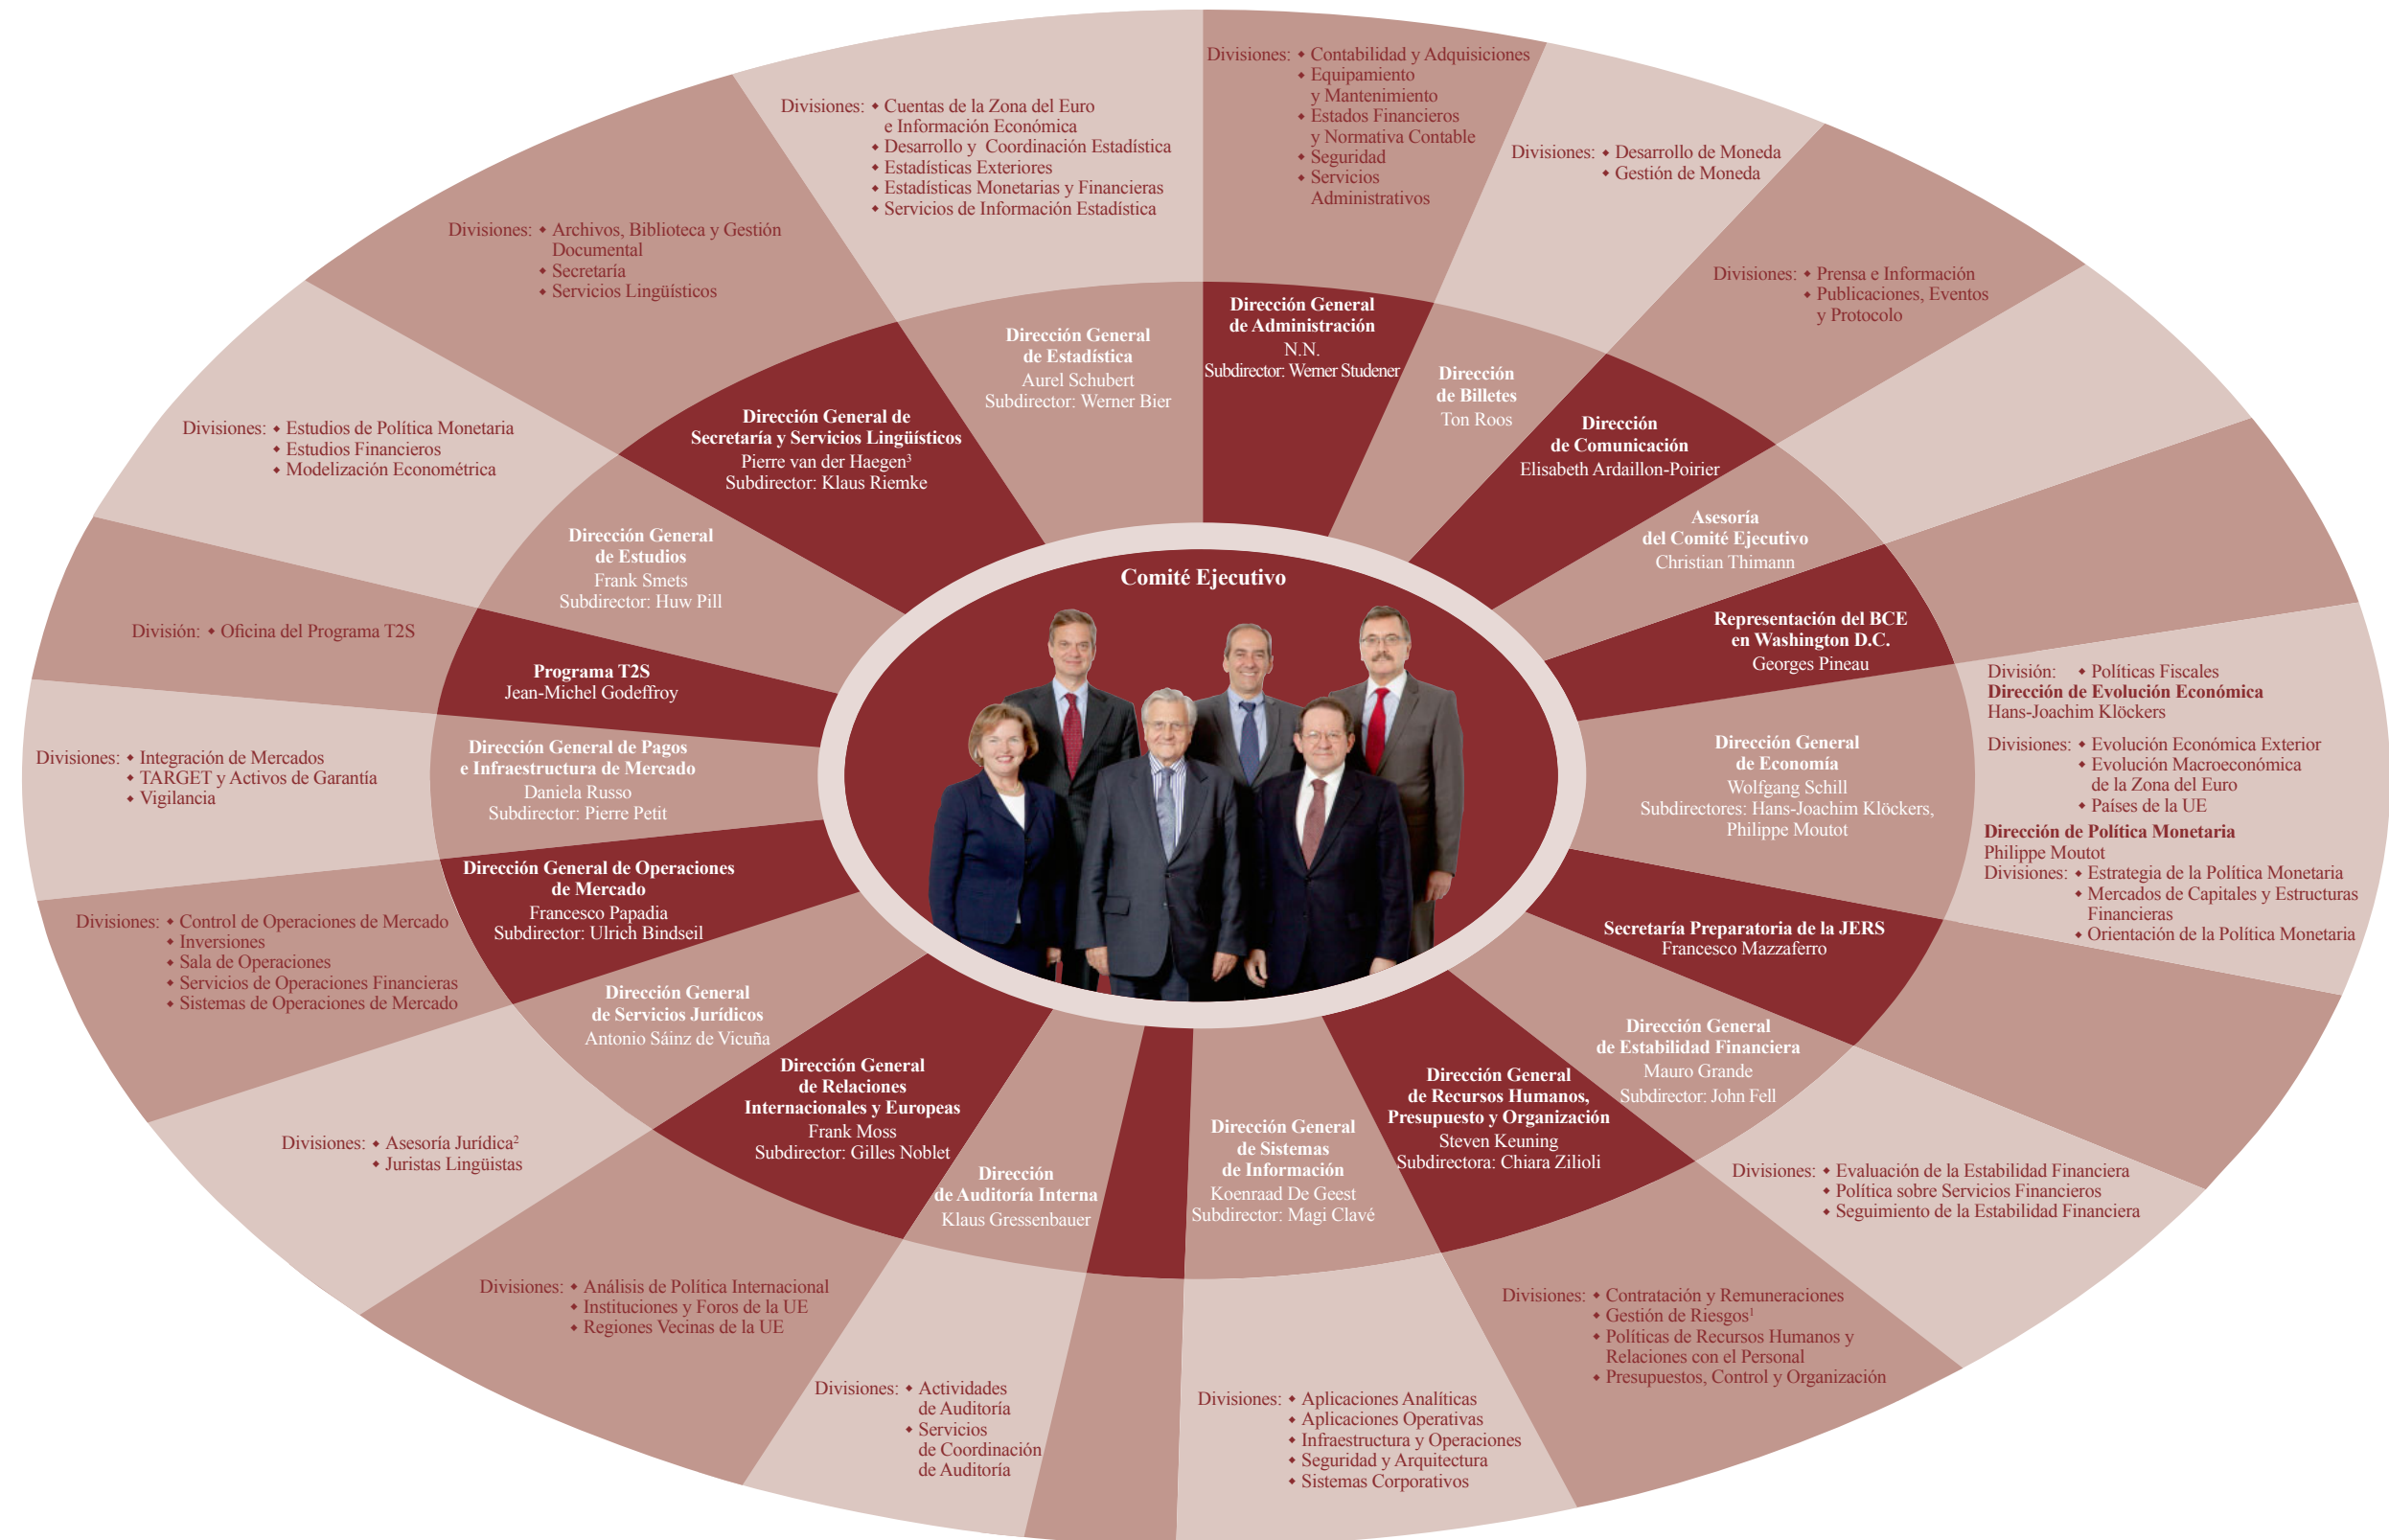 Divisiones: ◆ Contabilidad y Adquisiciones
◆ Equipamiento
y Mantenimiento
◆ Estados Financieros
y Normativa Contable
◆ Seguridad
◆ Servicios
Administrativos
Dirección General
de Administración
N.N.
Subdirector: Werner Studener
Divisiones: ◆ Desarrollo de Moneda
◆ Gestión de Moneda
Dirección
de Billetes
Ton Roos
Divisiones: ◆ Prensa e Información
◆ Publicaciones, Eventos
y Protocolo
Dirección
de Comunicación
Elisabeth Ardaillon-Poirier
Asesoría
del Comité Ejecutivo
Christian Thimann
Representación del BCE
en Washington D.C.
Georges Pineau
Dirección General
de Economía
Wolfgang Schill
Subdirectores: Hans-Joachim Klöckers,
Philippe Moutot
División: ◆ Políticas Fiscales
Dirección de Evolución Económica
Hans-Joachim Klöckers
Divisiones: ◆ Evolución Económica Exterior
◆ Evolución Macroeconómica
de la Zona del Euro
◆ Países de la UE
Dirección de Política Monetaria
Philippe Moutot
Divisiones: ◆ Estrategia de la Política Monetaria
◆ Mercados de Capitales y Estructuras
Financieras
◆ Orientación de la Política Monetaria
Secretaría Preparatoria de la JERS
Francesco Mazzaferro
Dirección General
de Estabilidad Financiera
Mauro Grande
Subdirector: John Fell
Divisiones: ◆ Evaluación de la Estabilidad Financiera
◆ Política sobre Servicios Financieros
◆ Seguimiento de la Estabilidad Financiera
Dirección General
de Recursos Humanos,
Presupuesto y Organización
Steven Keuning
Subdirectora: Chiara Zilioli
Divisiones: ◆ Contratación y Remuneraciones
◆ Gestión de Riesgos¹
◆ Políticas de Recursos Humanos y
Relaciones con el Personal
◆ Presupuestos, Control y Organización
Dirección General
de Sistemas
de Información
Koenraad De Geest
Subdirector: Magi Clavé
Divisiones: ◆ Aplicaciones Analíticas
◆ Aplicaciones Operativas
◆ Infraestructura y Operaciones
◆ Seguridad y Arquitectura
◆ Sistemas Corporativos
Dirección
de Auditoría Interna
Klaus Gressenbauer
Divisiones: ◆ Actividades
de Auditoría
◆ Servicios
de Coordinación
de Auditoría
Dirección General
de Relaciones
Internacionales y Europeas
Frank Moss
Subdirector: Gilles Noblet
Divisiones: ◆ Análisis de Política Internacional
◆ Instituciones y Foros de la UE
◆ Regiones Vecinas de la UE
Dirección General
de Servicios Jurídicos
Antonio Sáinz de Vicuña
Divisiones: ◆ Asesoría Jurídica²
◆ Juristas Lingüistas
Dirección General de Operaciones
de Mercado
Francesco Papadia
Subdirector: Ulrich Bindseil
Divisiones: ◆ Control de Operaciones de Mercado
◆ Inversiones
◆ Sala de Operaciones
◆ Servicios de Operaciones Financieras
◆ Sistemas de Operaciones de Mercado
Dirección General de Pagos
e Infraestructura de Mercado
Daniela Russo
Subdirector: Pierre Petit
Divisiones: ◆ Integración de Mercados
◆ TARGET y Activos de Garantía
◆ Vigilancia
Programa T2S
Jean-Michel Godeffroy
División: ◆ Oficina del Programa T2S
Dirección General
de Estudios
Frank Smets
Subdirector: Huw Pill
Divisiones: ◆ Estudios de Política Monetaria
◆ Estudios Financieros
◆ Modelización Econométrica
Dirección General de
Secretaría y Servicios Lingüísticos
Pierre van der Haegen³
Subdirector: Klaus Riemke
Divisiones: ◆ Archivos, Biblioteca y Gestión
Documental
◆ Secretaría
◆ Servicios Lingüísticos
Dirección General
de Estadística
Aurel Schubert
Subdirector: Werner Bier
Divisiones: ◆ Cuentas de la Zona del Euro
e Información Económica
◆ Desarrollo y Coordinación Estadística
◆ Estadísticas Exteriores
◆ Estadísticas Monetarias y Financieras
◆ Servicios de Información Estadística
Comité Ejecutivo